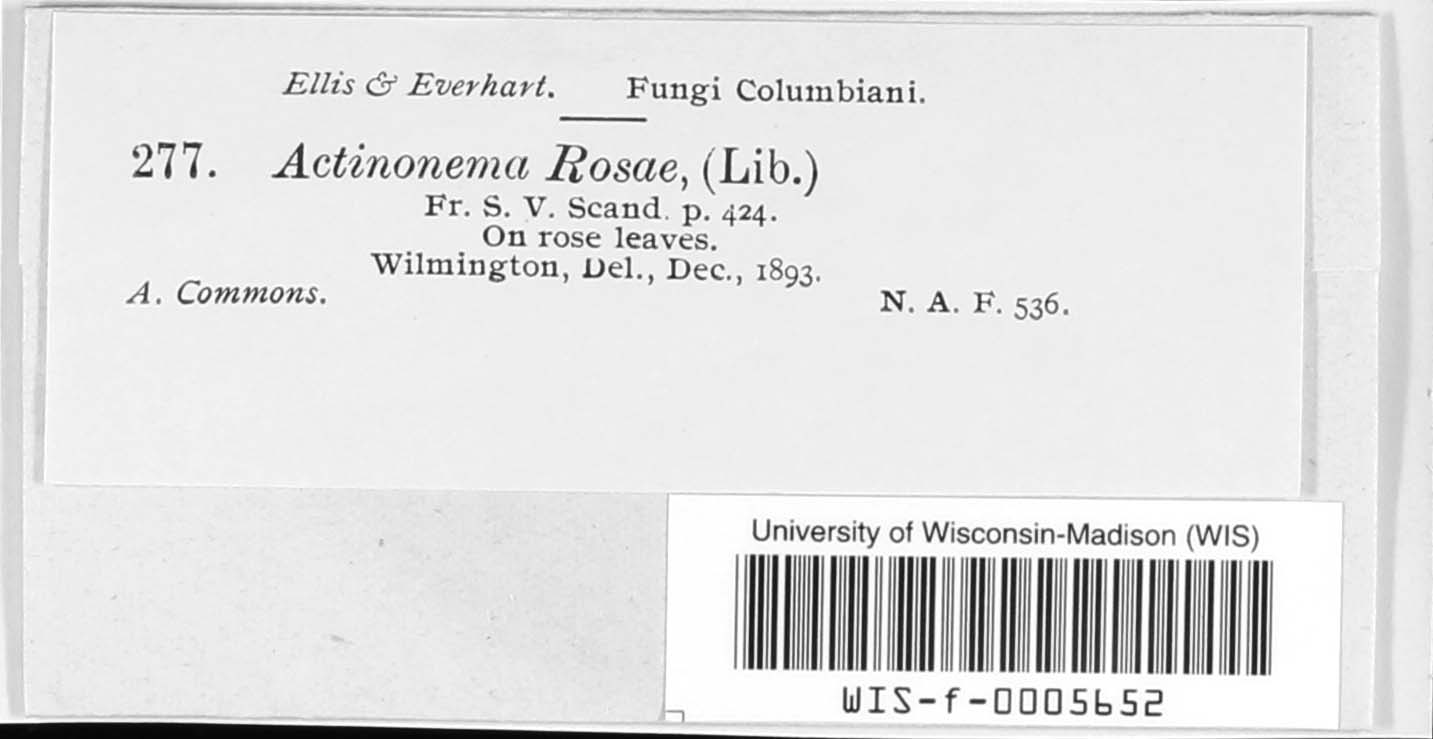 Ellis & Everhart. Fungi Columbiani.
277. Actinonema Rosae, (Lib.)
Fr. S. V. Scand. p. 424.
On rose leaves.
Wilmington, Del., Dec., 1893.
A. Commons.
N. A. F. 536.
University of Wisconsin-Madison (WIS)
WIS-f-0005652